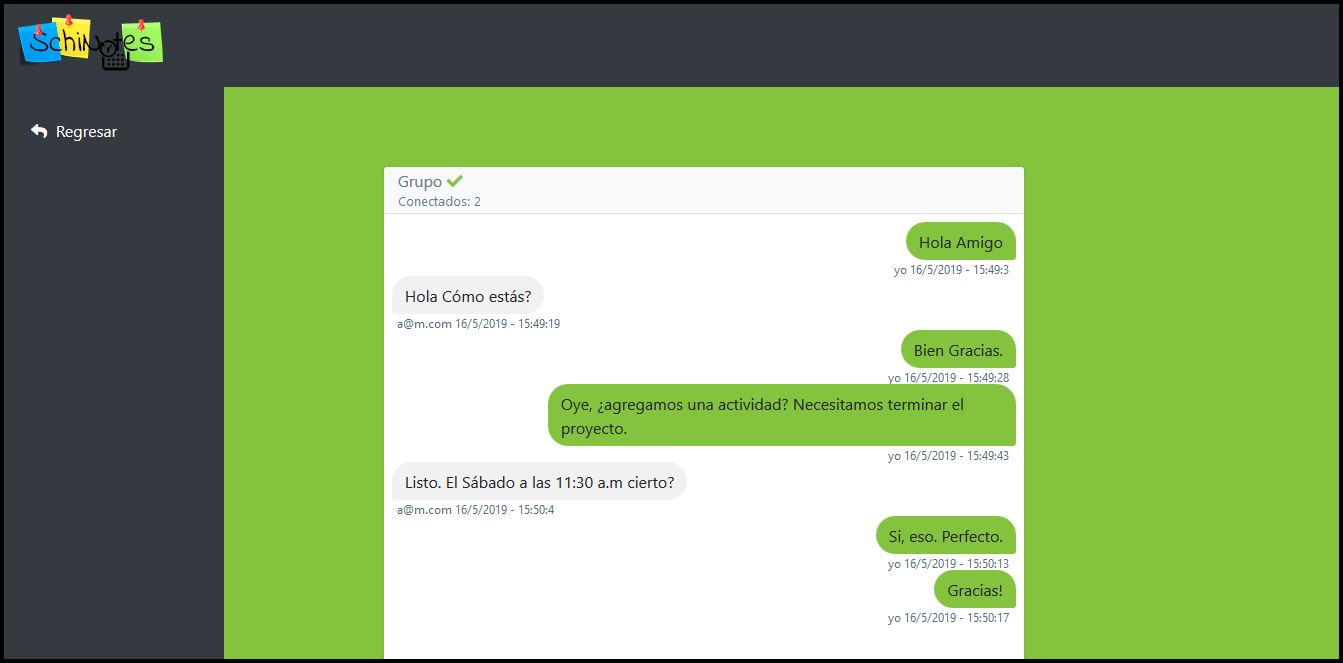 SchiNotes
Regresar
Grupo
Conectados: 2
Hola Amigo
yo 16/5/2019 - 15:49:3
Hola Cómo estás?
a@m.com 16/5/2019 - 15:49:19
Bien Gracias.
yo 16/5/2019 - 15:49:28
Oye, ¿agregamos una actividad? Necesitamos terminar el
proyecto.
yo 16/5/2019 - 15:49:43
Listo. El Sábado a las 11:30 a.m cierto?
a@m.com 16/5/2019 - 15:50:4
Si, eso. Perfecto.
yo 16/5/2019 - 15:50:13
Gracias!
yo 16/5/2019 - 15:50:17